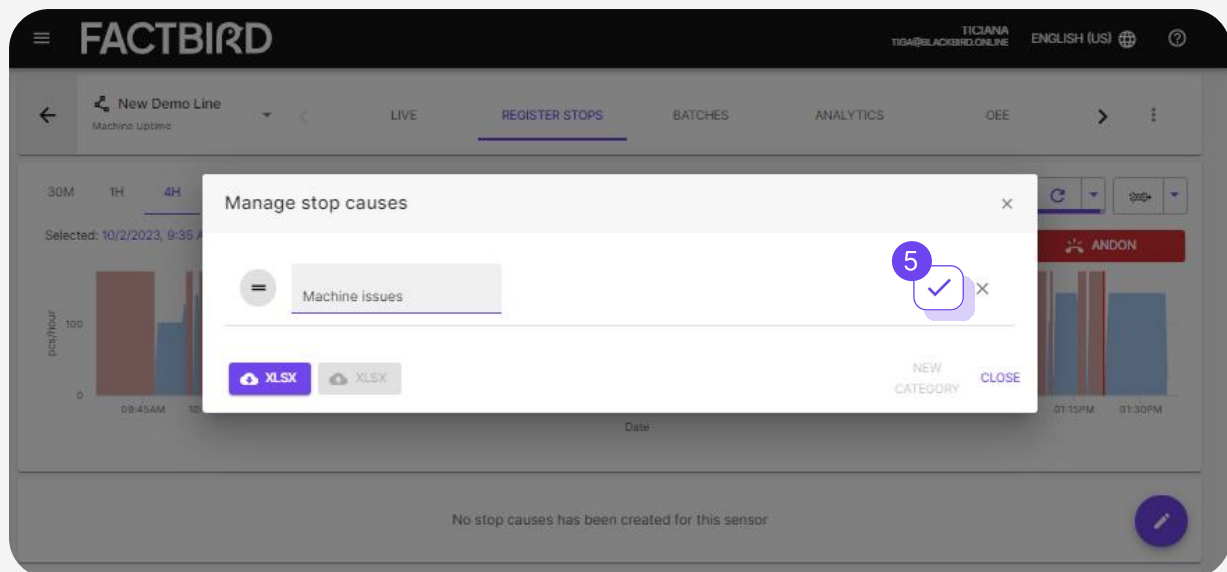 FACTBIRD
TICIANA
TIGA@BLACKBIRD.ONLINE
ENGLISH (US)
New Demo Line
Machine Uptime
LIVE
REGISTER STOPS
BATCHES
ANALYTICS
OEE
30M
1H
4H
Selected: 10/2/2023, 9:35 A
ANDON
Manage stop causes
5
Machine issues
XLSX
XLSX
NEW
CATEGORY
CLOSE
pcs/hour
100
0
09:45AM
10
01:15PM
01:30PM
Date
No stop causes has been created for this sensor